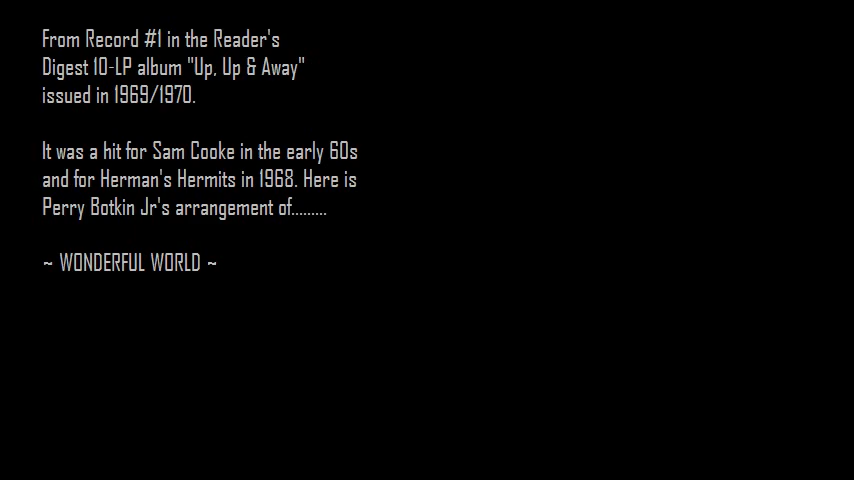 From Record #1 in the Reader's
Digest 10-LP album "Up, Up & Away"
issued in 1969/1970.
It was a hit for Sam Cooke in the early 60s
and for Herman's Hermits in 1968. Here is
Perry Botkin Jr's arrangement of.........
~ WONDERFUL WORLD ~